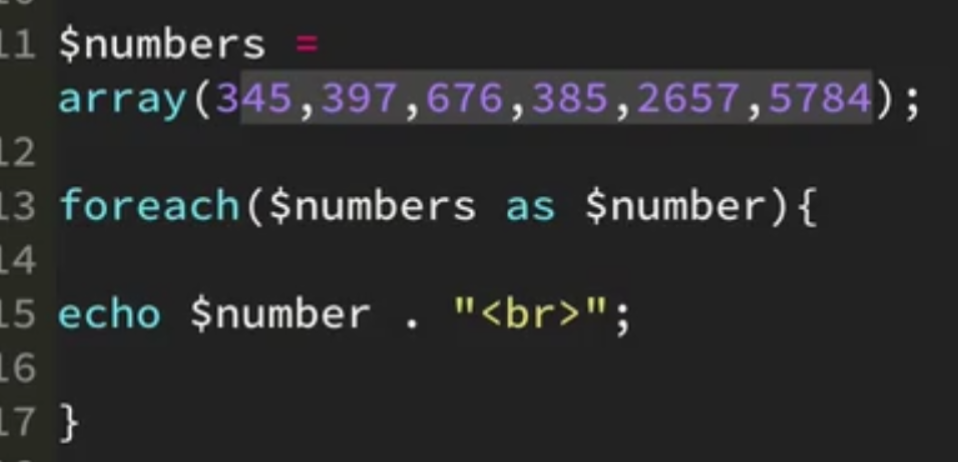 11 $numbers =
array(345,397,676,385,2657,5784);
12
13 foreach($numbers as $number){
14
15 echo $number . "<br>";
16
17 }